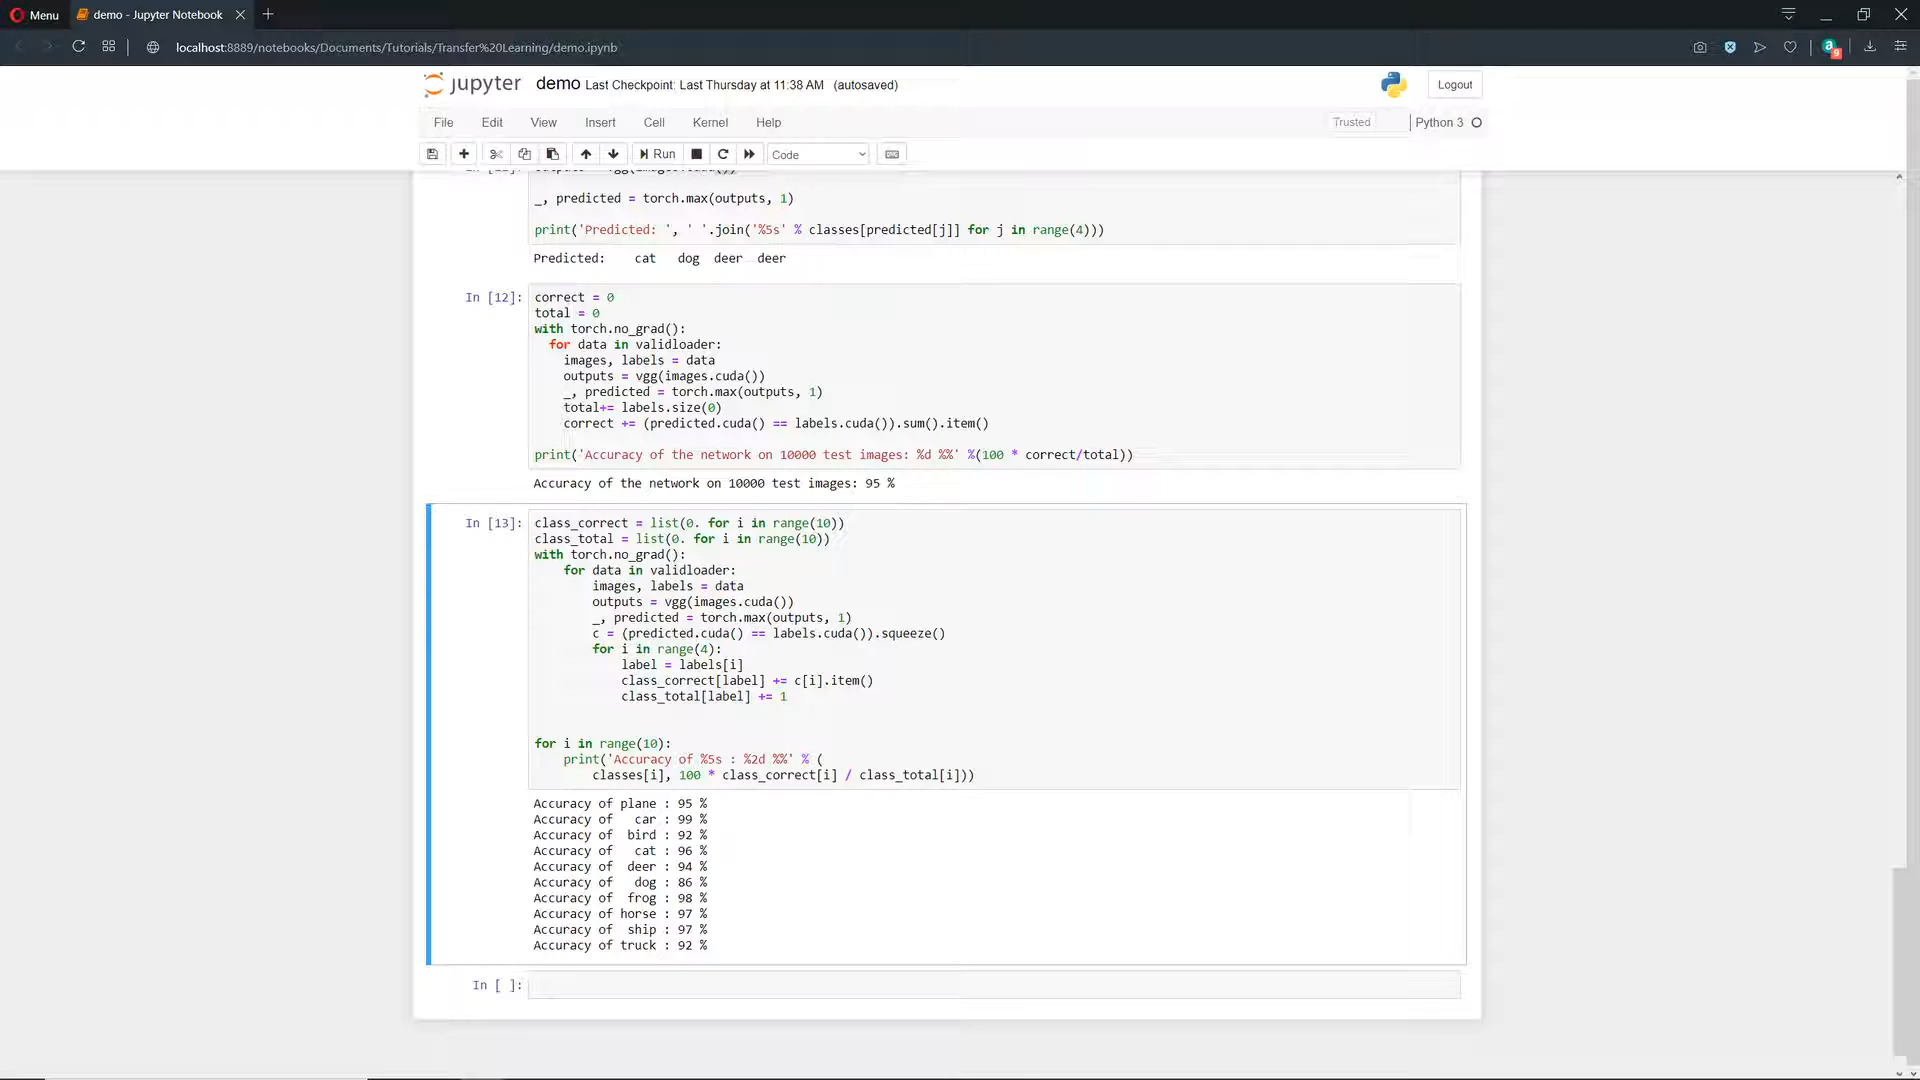 Menu
demo - Jupyter Notebook
localhost:8889/notebooks/Documents/Tutorials/Transfer%20Learning/demo.ipynb
9
jupyter demo Last Checkpoint: Last Thursday at 11:38 AM (autosaved)
Logout
File Edit View Insert Cell Kernel Help
Trusted
Python 3
Run
Code
_, predicted = torch.max(outputs, 1)
print('Predicted: ', ' '.join('%5s' % classes[predicted[j]] for j in range(4)))
Predicted:    cat   dog  deer  deer
In [12]:
correct = 0
total = 0
with torch.no_grad():
  for data in validloader:
    images, labels = data
    outputs = vgg(images.cuda())
    _, predicted = torch.max(outputs, 1)
    total+= labels.size(0)
    correct += (predicted.cuda() == labels.cuda()).sum().item()
print('Accuracy of the network on 10000 test images: %d %%' %(100 * correct/total))
Accuracy of the network on 10000 test images: 95 %
In [13]:
class_correct = list(0. for i in range(10))
class_total = list(0. for i in range(10))
with torch.no_grad():
    for data in validloader:
        images, labels = data
        outputs = vgg(images.cuda())
        _, predicted = torch.max(outputs, 1)
        c = (predicted.cuda() == labels.cuda()).squeeze()
        for i in range(4):
            label = labels[i]
            class_correct[label] += c[i].item()
            class_total[label] += 1
for i in range(10):
    print('Accuracy of %5s : %2d %%' % (
        classes[i], 100 * class_correct[i] / class_total[i]))
Accuracy of plane : 95 %
Accuracy of   car : 99 %
Accuracy of  bird : 92 %
Accuracy of   cat : 96 %
Accuracy of  deer : 94 %
Accuracy of   dog : 86 %
Accuracy of  frog : 98 %
Accuracy of horse : 97 %
Accuracy of  ship : 97 %
Accuracy of truck : 92 %
In [ ]: